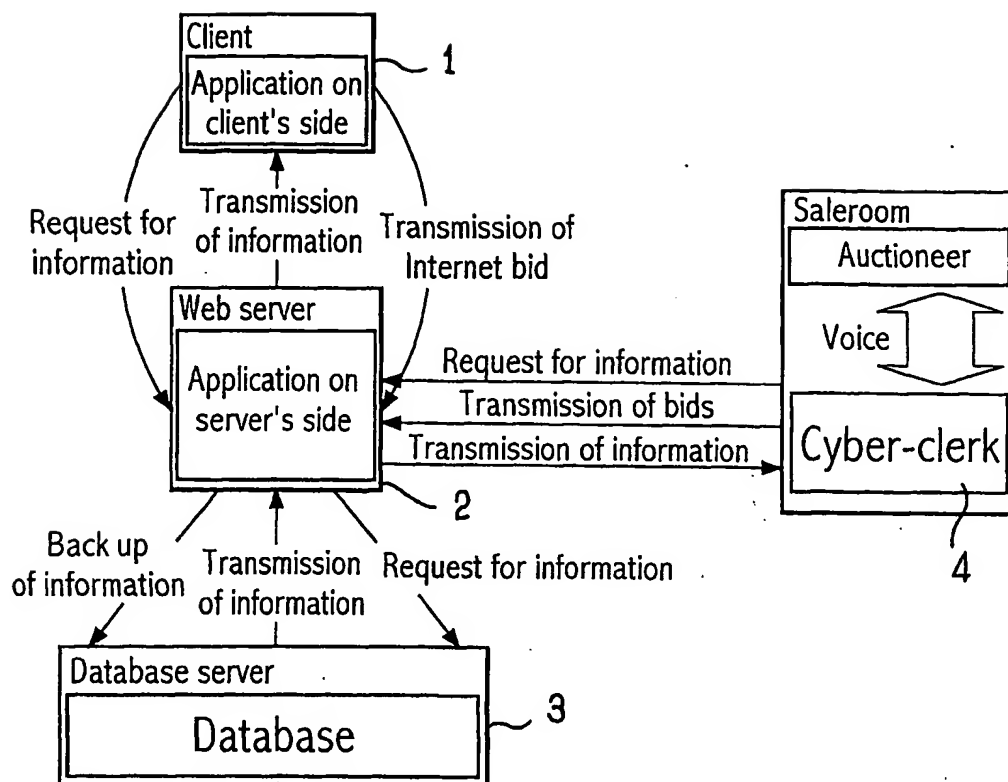 Client
1
Application on
client's side
Request for
information
Transmission
of information
Transmission of
Internet bid
Saleroom
Auctioneer
Voice
Cyber-clerk
4
Web server
Application on
server's side
2
Request for information
Transmission of bids
Transmission of information
Back up
of information
Transmission
of information
Request for information
Database server
Database
3